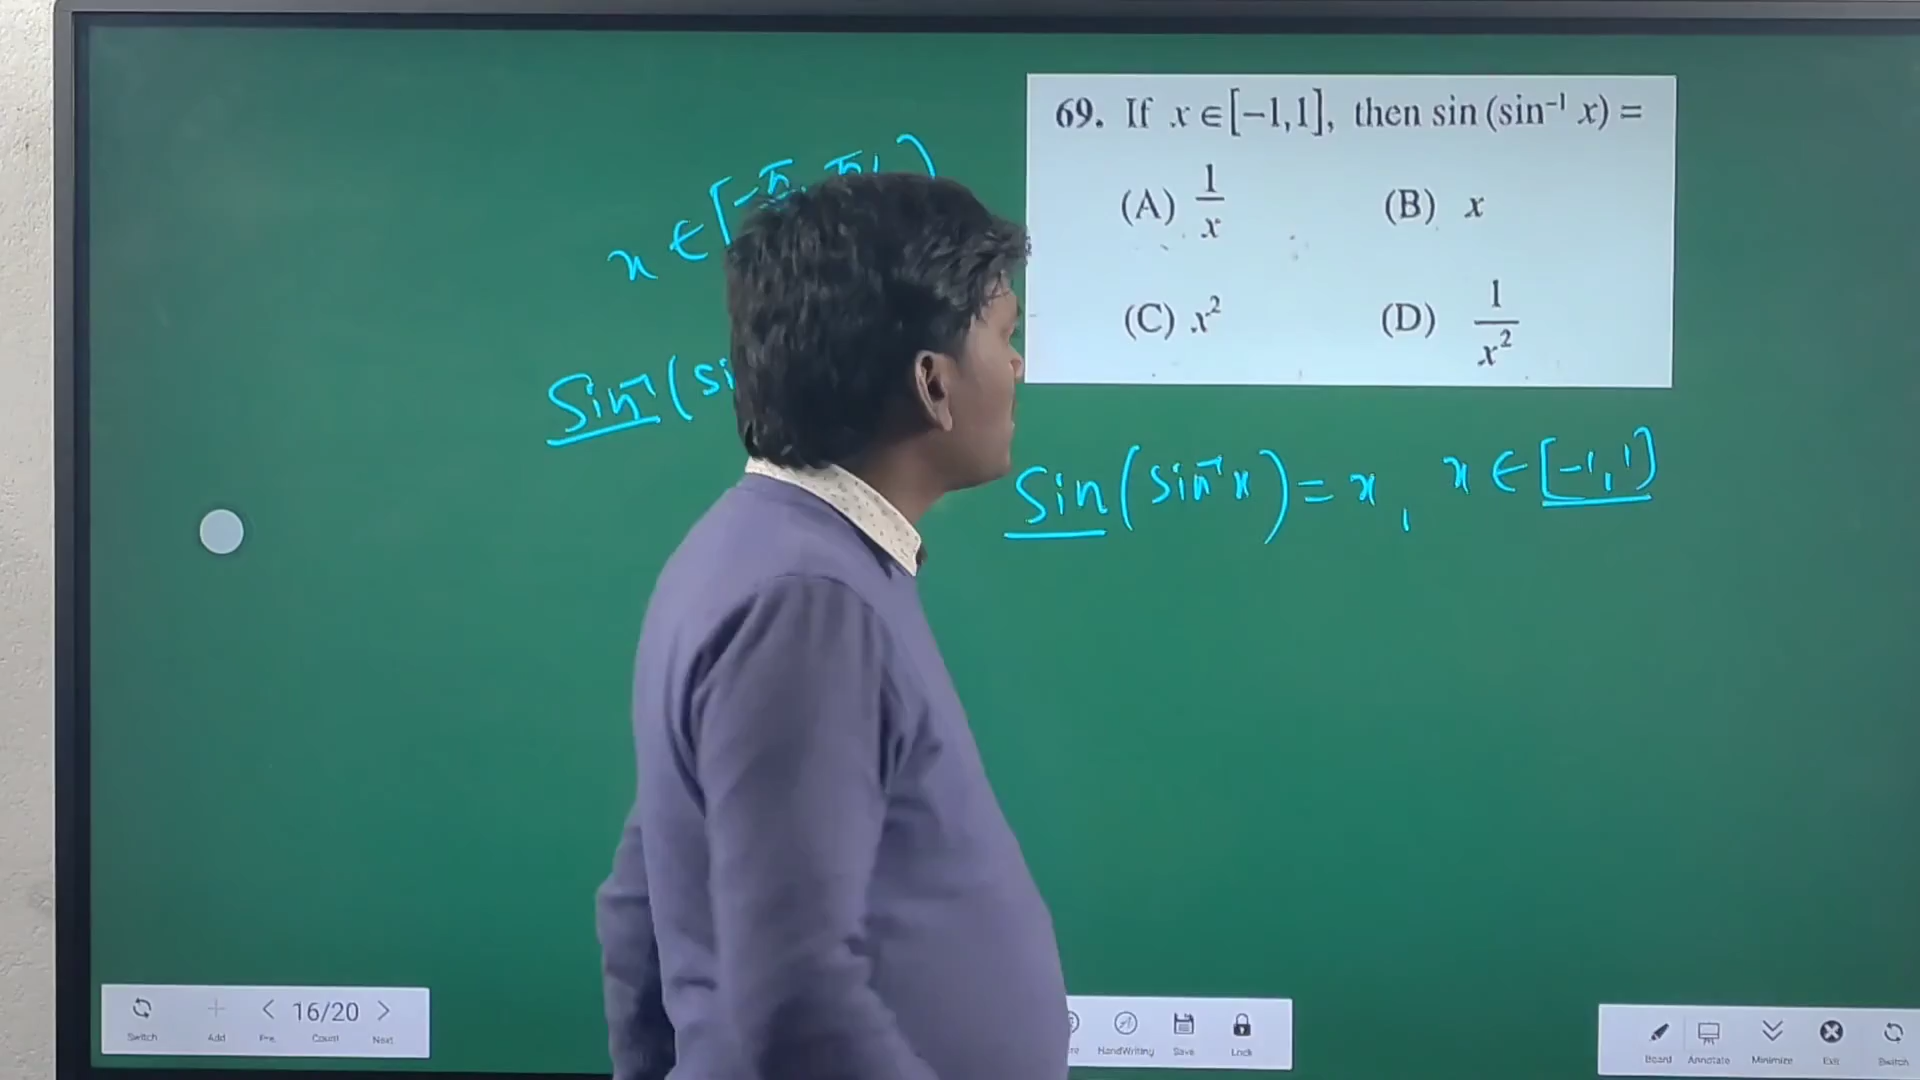 69. If x ∈ [−1,1], then sin (sin⁻¹ x) =
(A) 1/x (B) x
(C) x² (D) 1/x²
x ∈ [-π
Sin⁻¹(si
Sin(sin⁻¹x) = x, x ∈ [-1,1]
16/20
Switch Add Pre Count Next
HandWriting Save Lock
Board Annotate Minimize Exit Switch